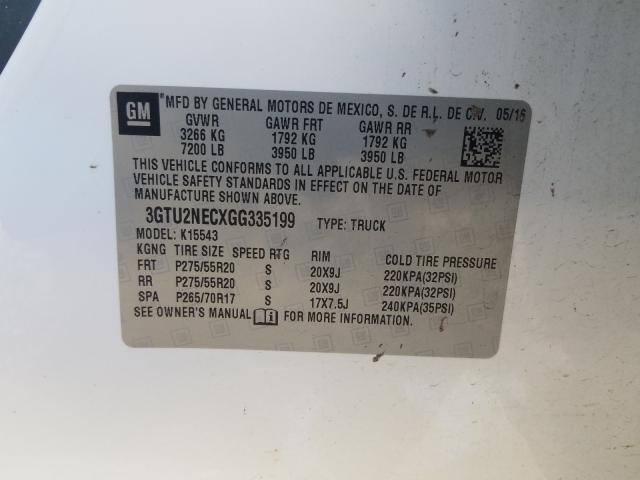 GM MFD BY GENERAL MOTORS DE MEXICO, S. DE R.L. DE C.V. 05/16
GVWR GAWR FRT GAWR RR
3266 KG 1792 KG 1792 KG
7200 LB 3950 LB 3950 LB
THIS VEHICLE CONFORMS TO ALL APPLICABLE U.S. FEDERAL MOTOR
VEHICLE SAFETY STANDARDS IN EFFECT ON THE DATE OF
MANUFACTURE SHOWN ABOVE.
3GTU2NECXGG335199 TYPE: TRUCK
MODEL: K15543
KGNG TIRE SIZE SPEED RTG RIM COLD TIRE PRESSURE
FRT P275/55R20 S 20X9J 220KPA(32PSI)
RR P275/55R20 S 20X9J 220KPA(32PSI)
SPA P265/70R17 S 17X7.5J 240KPA(35PSI)
SEE OWNER'S MANUAL i FOR MORE INFORMATION.